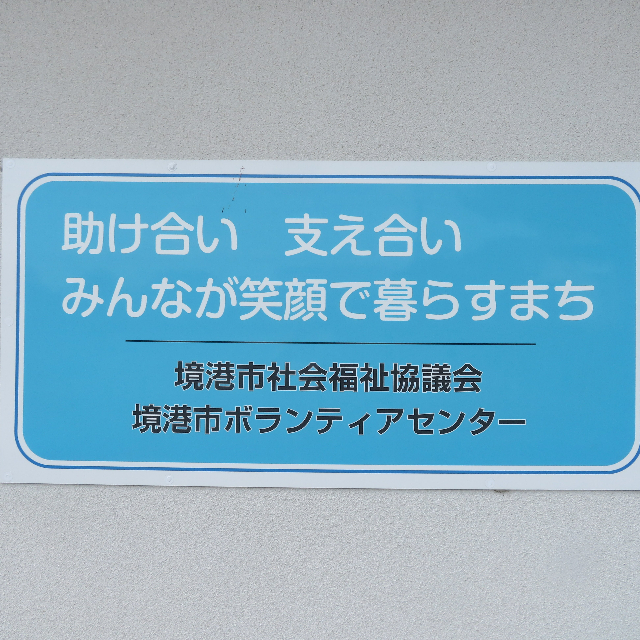 助け合い　支え合い
みんなが笑顔で暮らすまち
境港市社会福祉協議会
境港市ボランティアセンター